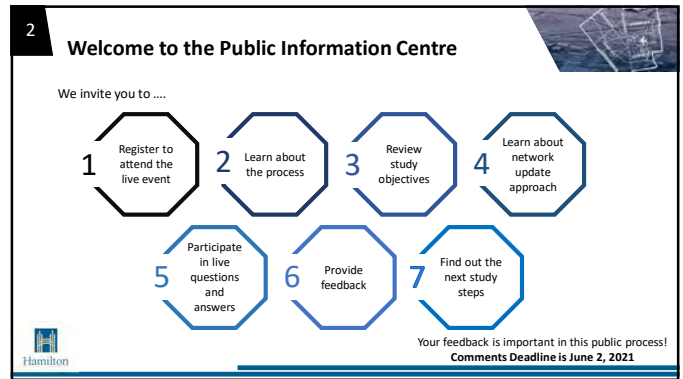 2
Welcome to the Public Information Centre
We invite you to ....
1
Register to
attend the
live event
2
Learn about
the process
3
Review
study
objectives
4
Learn about
network
update
approach
5
Participate
in live
questions
and
answers
6
Provide
feedback
7
Find out the
next study
steps
Your feedback is important in this public process!
Comments Deadline is June 2, 2021
Hamilton